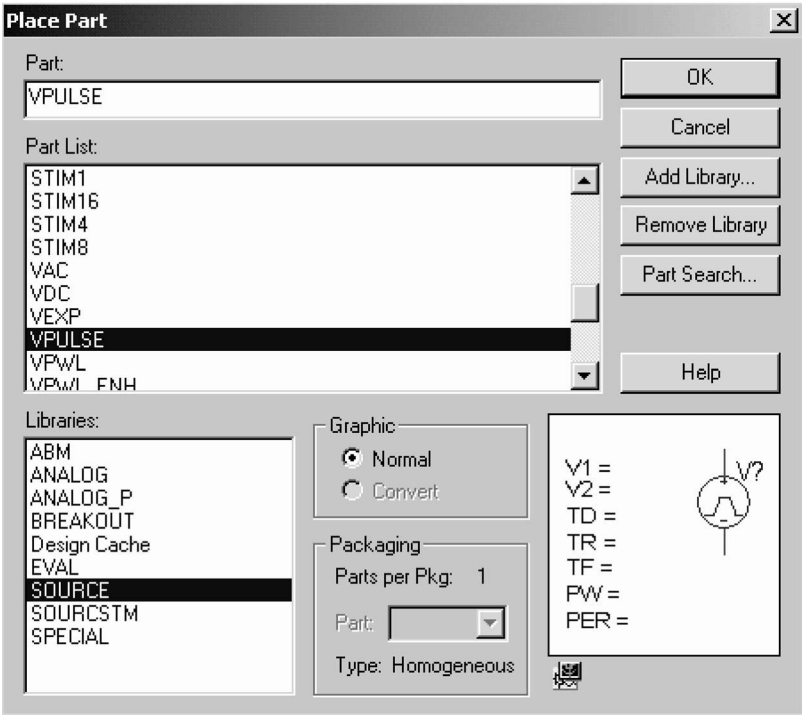 Place Part
Part:
VPULSE
OK
Cancel
Part List:
STIM1
STIM16
STIM4
STIM8
VAC
VDC
VEXP
VPULSE
VPWL
VPWL_ENH
Add Library...
Remove Library
Part Search...
Help
Libraries:
ABM
ANALOG
ANALOG_P
BREAKOUT
Design Cache
EVAL
SOURCE
SOURCSTM
SPECIAL
Graphic
Normal
Convert
Packaging
Parts per Pkg: 1
Part:
Type: Homogeneous
V1 =
V2 =
TD =
TR =
TF =
PW =
PER =
V?